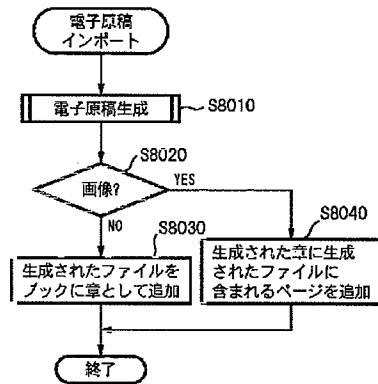 電子原稿
インポート
電子原稿生成
S8010
S8020
画像?
YES
NO
S8030
S8040
生成されたファイルを
ブックに章として追加
生成された章に生成
されたファイルに
含まれるページを追加
終了